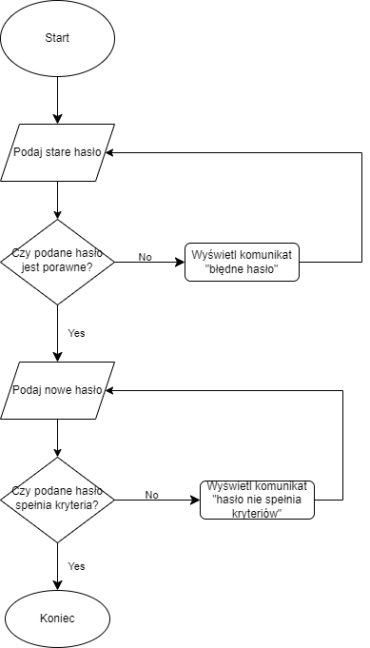 Start
Podaj stare hasło
Czy podane hasło
jest porawne?
No
Wyświetl komunikat
"błędne hasło"
Yes
Podaj nowe hasło
Czy podane hasło
spełnia kryteria?
No
Wyświetl komunikat
"hasło nie spełnia
kryteriów"
Yes
Koniec